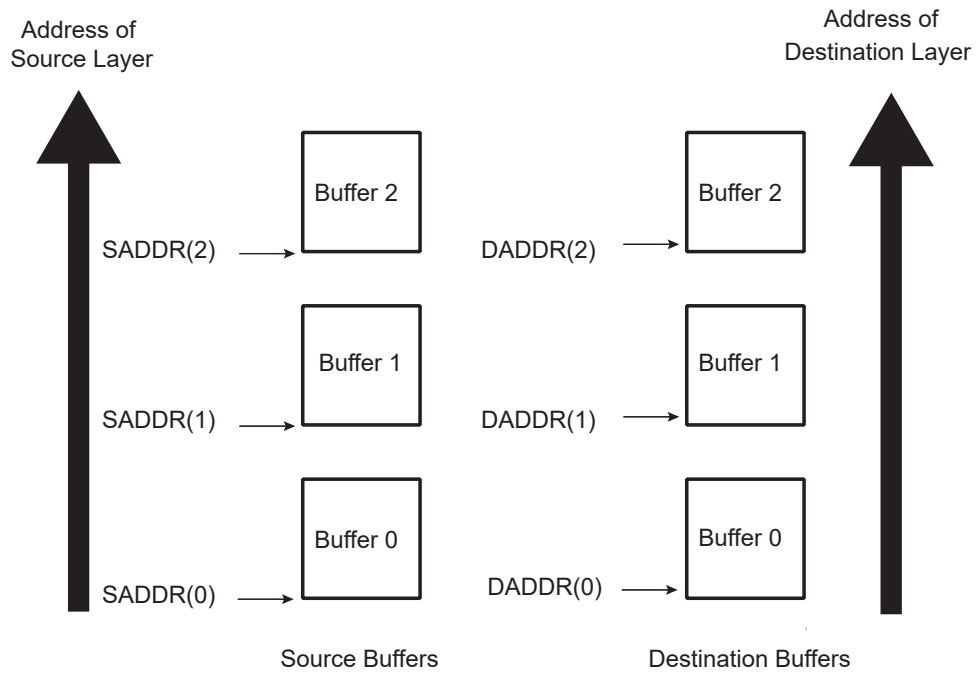 Address of
Source Layer
Address of
Destination Layer
Buffer 2
Buffer 2
SADDR(2)
DADDR(2)
Buffer 1
Buffer 1
SADDR(1)
DADDR(1)
Buffer 0
Buffer 0
SADDR(0)
DADDR(0)
Source Buffers
Destination Buffers